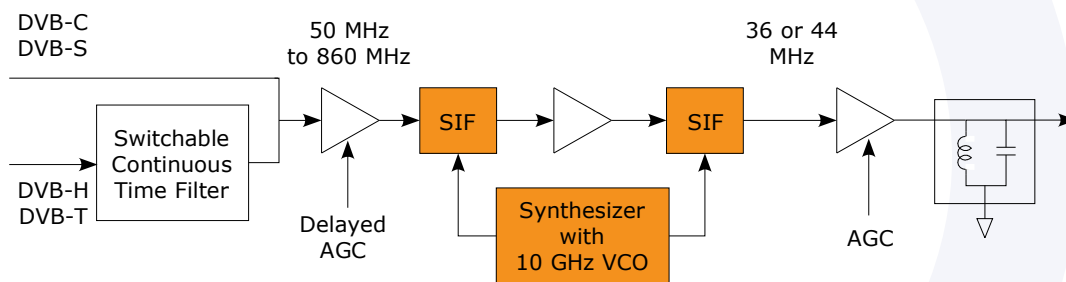 DVB-C
DVB-S
50 MHz
to 860 MHz
36 or 44
MHz
SIF
SIF
Switchable
Continuous
Time Filter
DVB-H
DVB-T
Delayed
AGC
Synthesizer
with
10 GHz VCO
AGC